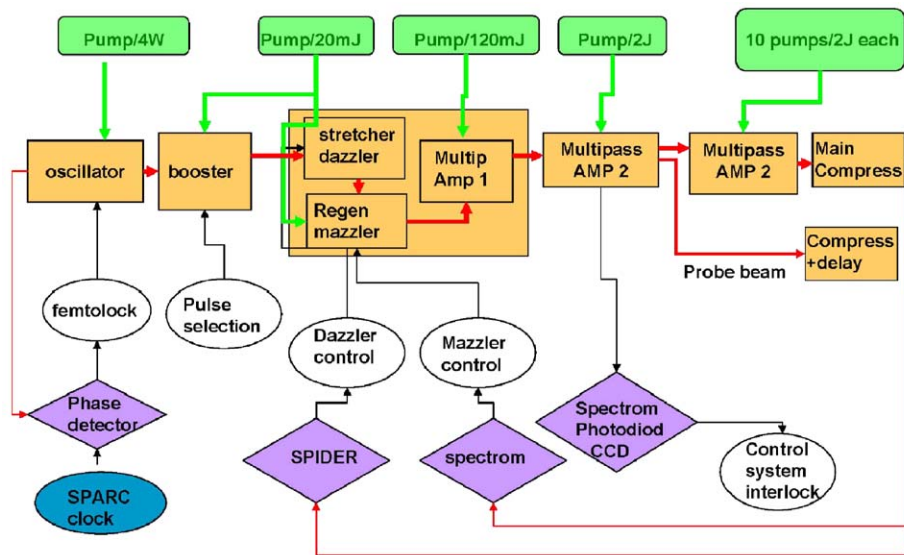 Pump/4W
Pump/20mJ
Pump/120mJ
Pump/2J
10 pumps/2J each
oscillator
booster
stretcher
dazzler
Regen
mazzler
Multip
Amp 1
Multipass
AMP 2
Multipass
AMP 2
Main
Compress
Compress
+delay
Probe beam
femtolock
Pulse
selection
Dazzler
control
Mazzler
control
Phase
detector
SPIDER
spectrom
Spectrom
Photodiod
CCD
Control
system
interlock
SPARC
clock